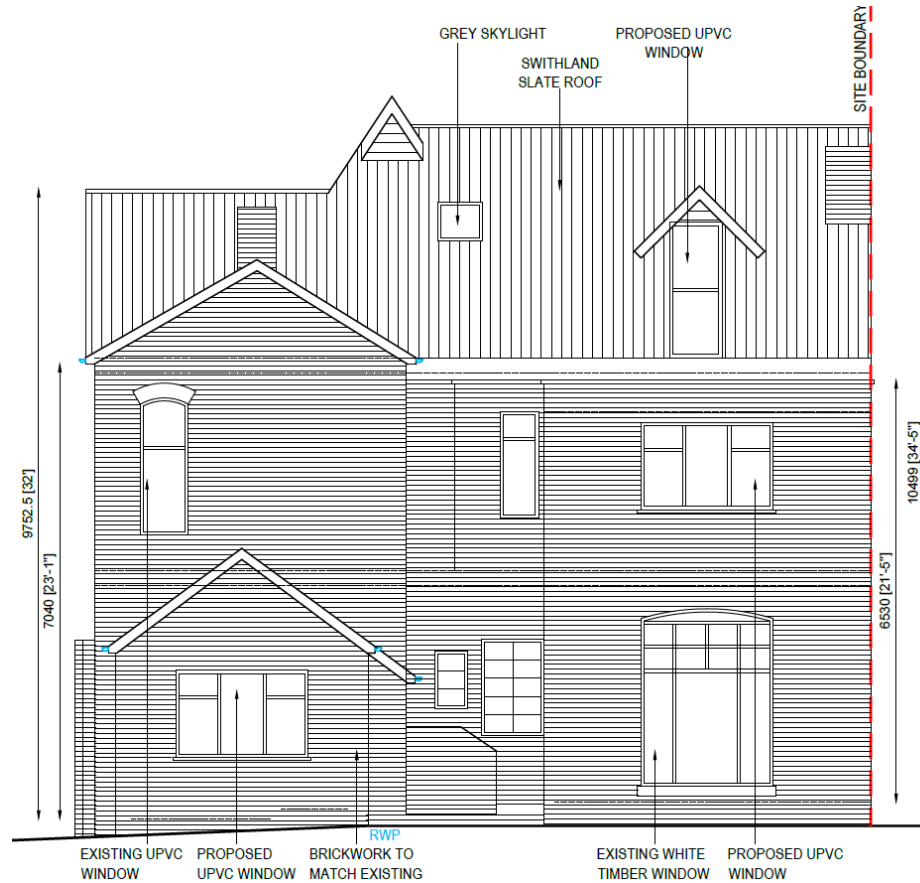 GREY SKYLIGHT
SWITHLAND
SLATE ROOF
PROPOSED UPVC
WINDOW
SITE BOUNDARY
9752.5 [32']
7040 [23'-1"]
10499 [34'-5"]
6530 [21'-5"]
RWP
EXISTING UPVC
WINDOW
PROPOSED
UPVC WINDOW
BRICKWORK TO
MATCH EXISTING
EXISTING WHITE
TIMBER WINDOW
PROPOSED UPVC
WINDOW